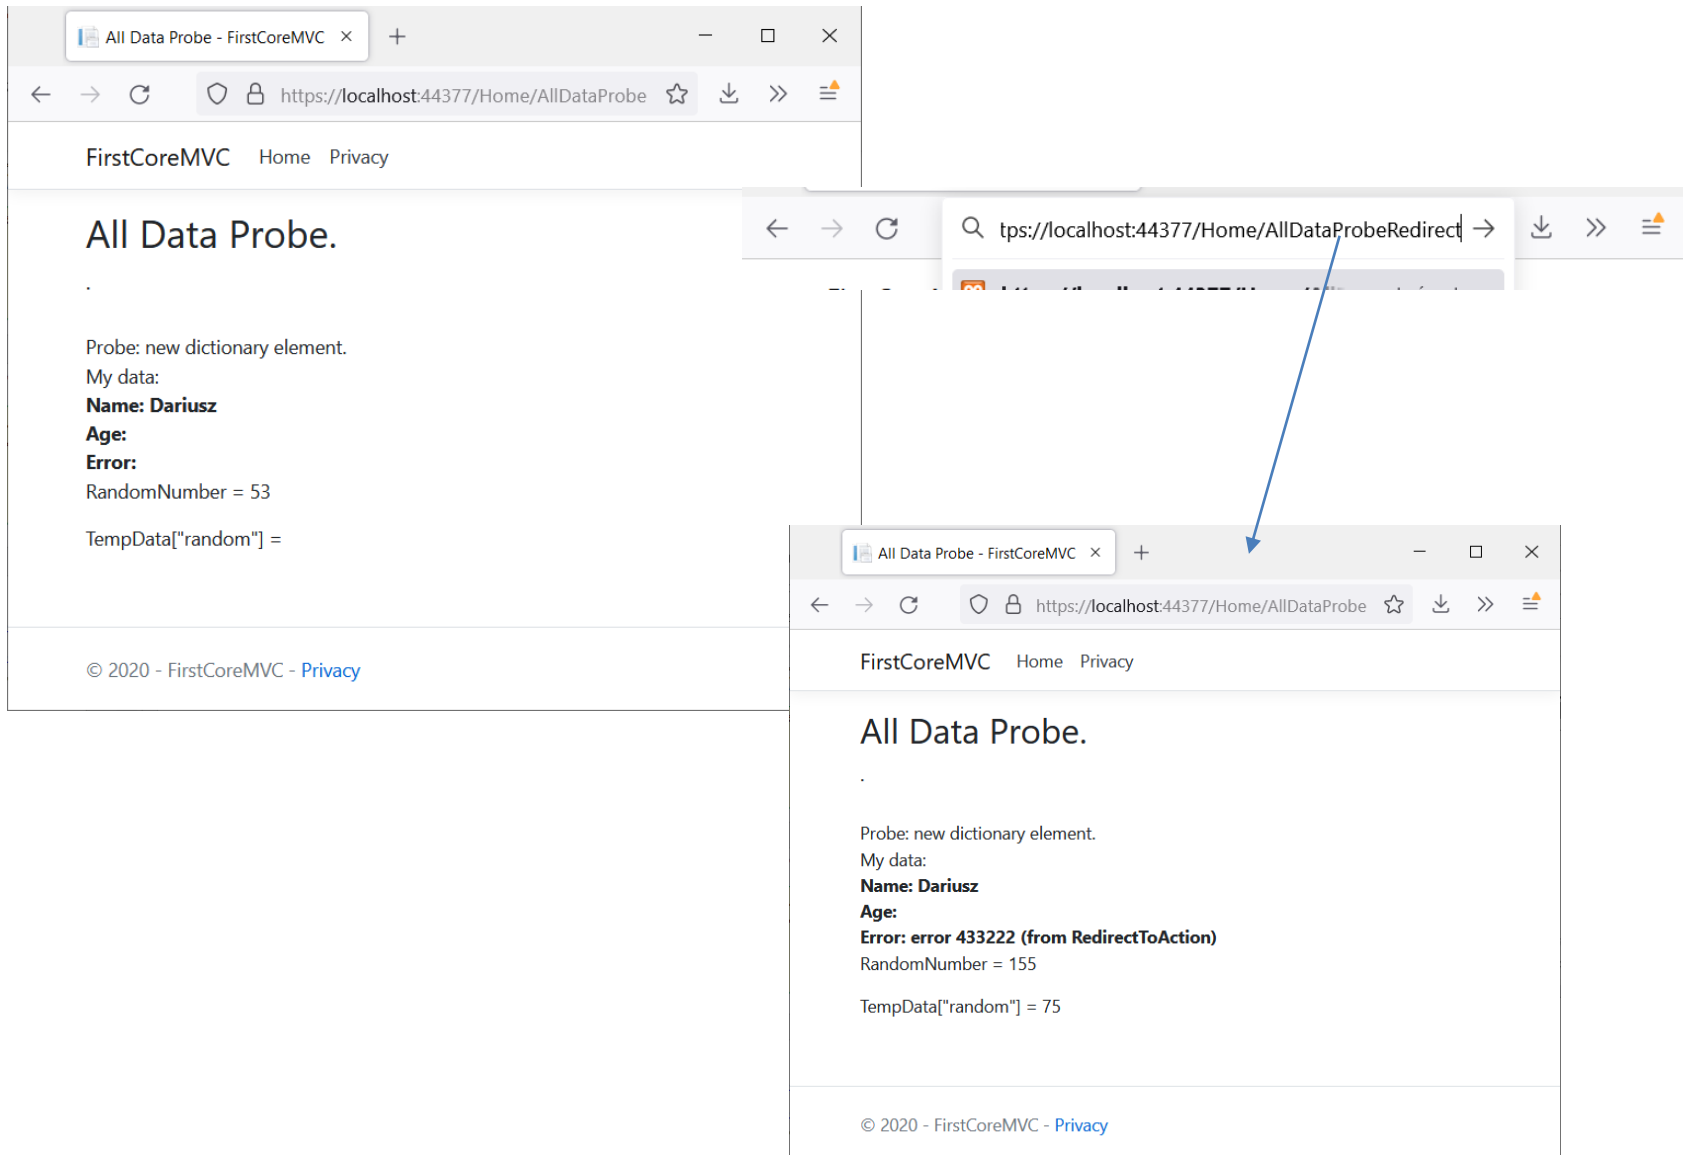 All Data Probe - FirstCoreMVC
https://localhost:44377/Home/AllDataProbe
FirstCoreMVC Home Privacy
All Data Probe.
.
Probe: new dictionary element.
My data:
Name: Dariusz
Age:
Error:
RandomNumber = 53
TempData["random"] =
© 2020 - FirstCoreMVC - Privacy
tps://localhost:44377/Home/AllDataProbeRedirect
All Data Probe - FirstCoreMVC
https://localhost:44377/Home/AllDataProbe
FirstCoreMVC Home Privacy
All Data Probe.
.
Probe: new dictionary element.
My data:
Name: Dariusz
Age:
Error: error 433222 (from RedirectToAction)
RandomNumber = 155
TempData["random"] = 75
© 2020 - FirstCoreMVC - Privacy